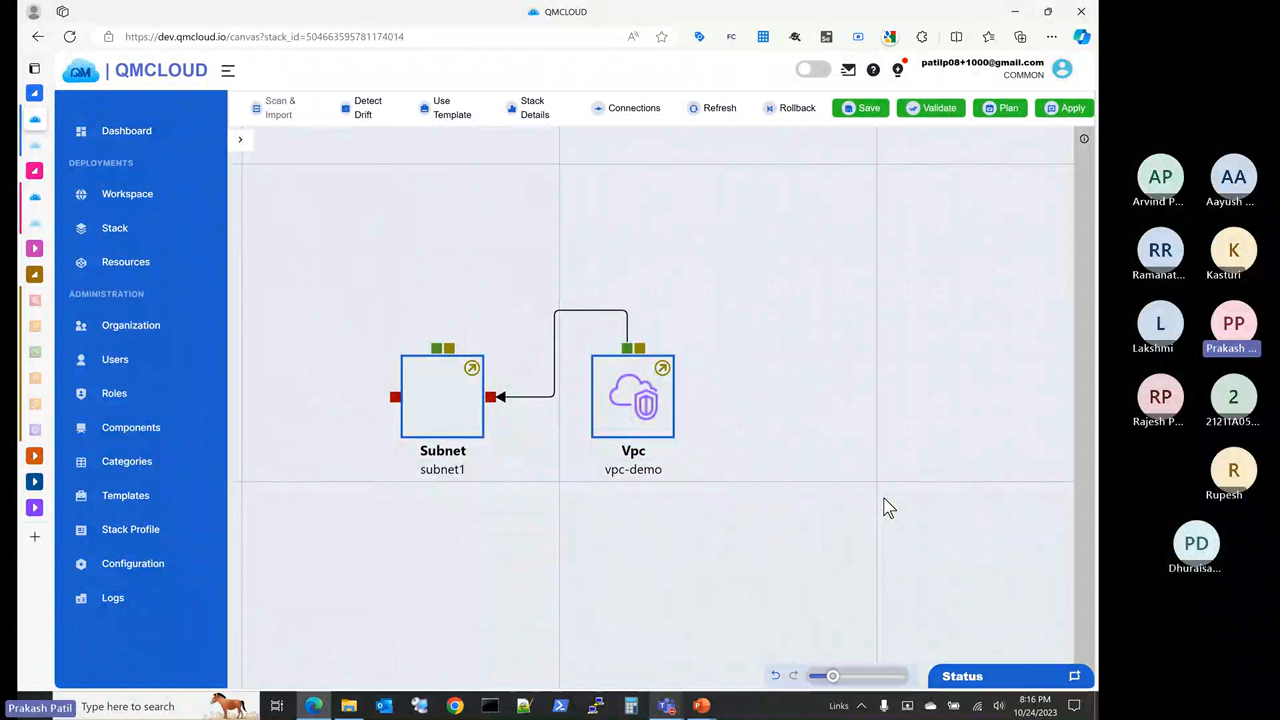 QMCLOUD
https://dev.qmcloud.io/canvas?stack_id=504663595781174014
FC
QM | QMCLOUD
patilp08+1000@gmail.com
COMMON
Scan &
Import
Detect
Drift
Use
Template
Stack
Details
Connections
Refresh
Rollback
Save
Validate
Plan
Apply
Dashboard
DEPLOYMENTS
Workspace
Stack
Resources
ADMINISTRATION
Organization
Users
Roles
Components
Categories
Templates
Stack Profile
Configuration
Logs
Subnet
subnet1
Vpc
vpc-demo
Status
AP
Arvind P...
AA
Aayush ...
RR
Ramanat...
K
Kasturi
L
Lakshmi
PP
Prakash ...
RP
Rajesh P...
2
21211A05...
R
Rupesh
PD
Dhuraisa...
Prakash Patil
Type here to search
Links
8:16 PM
10/24/2023